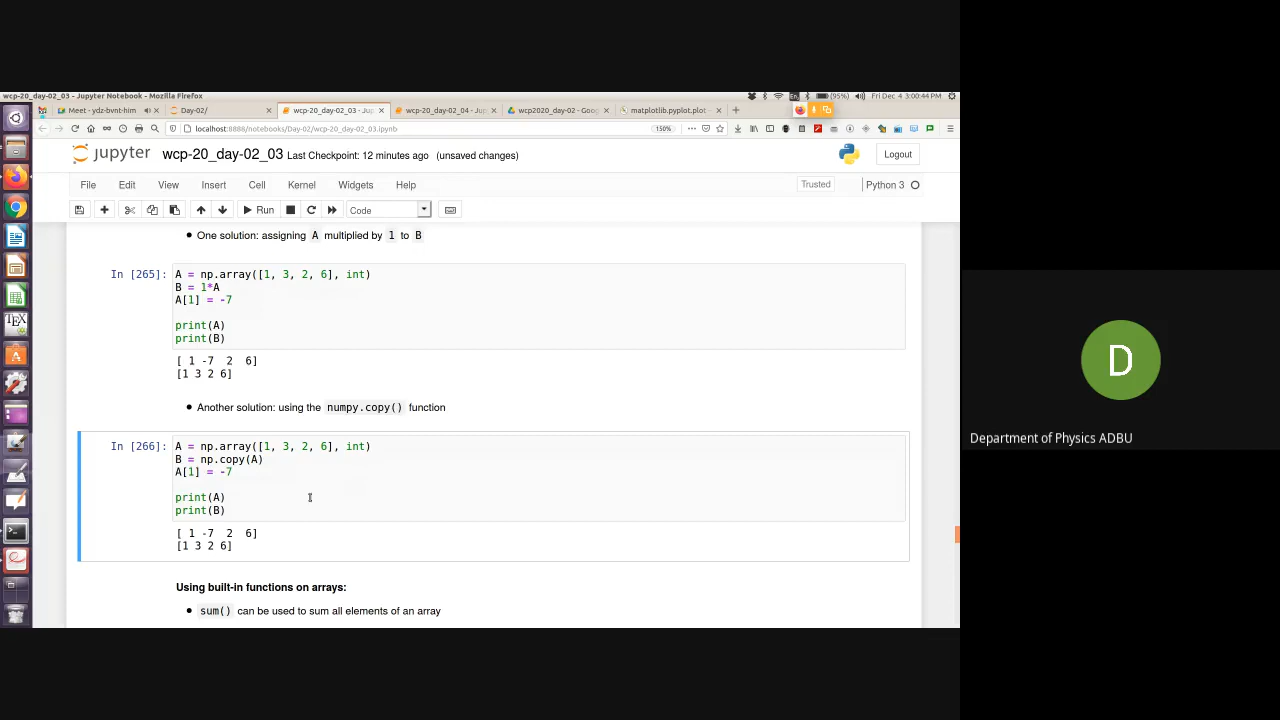 wcp-20_day-02_03 - Jupyter Notebook - Mozilla Firefox
En
(95%)
Fri Dec 4 3:00:44 PM
Meet - ydz-bvnt-him
Day-02/
wcp-20_day-02_03 - Jup
wcp-20_day-02_04 - Jup
wcp2020_day-02 - Goog
matplotlib.pyplot.plot
localhost:8888/notebooks/Day-02/wcp-20_day-02_03.ipynb
150%
jupyter
wcp-20_day-02_03
Last Checkpoint: 12 minutes ago (unsaved changes)
Logout
File Edit View Insert Cell Kernel Widgets Help
Trusted
Python 3
Run
Code
One solution: assigning A multiplied by 1 to B
In [265]:
A = np.array([1, 3, 2, 6], int)
B = 1*A
A[1] = -7
print(A)
print(B)
[ 1 -7  2  6]
[1 3 2 6]
Another solution: using the numpy.copy() function
In [266]:
A = np.array([1, 3, 2, 6], int)
B = np.copy(A)
A[1] = -7
print(A)
print(B)
[ 1 -7  2  6]
[1 3 2 6]
Using built-in functions on arrays:
sum() can be used to sum all elements of an array
TEX
D
Department of Physics ADBU